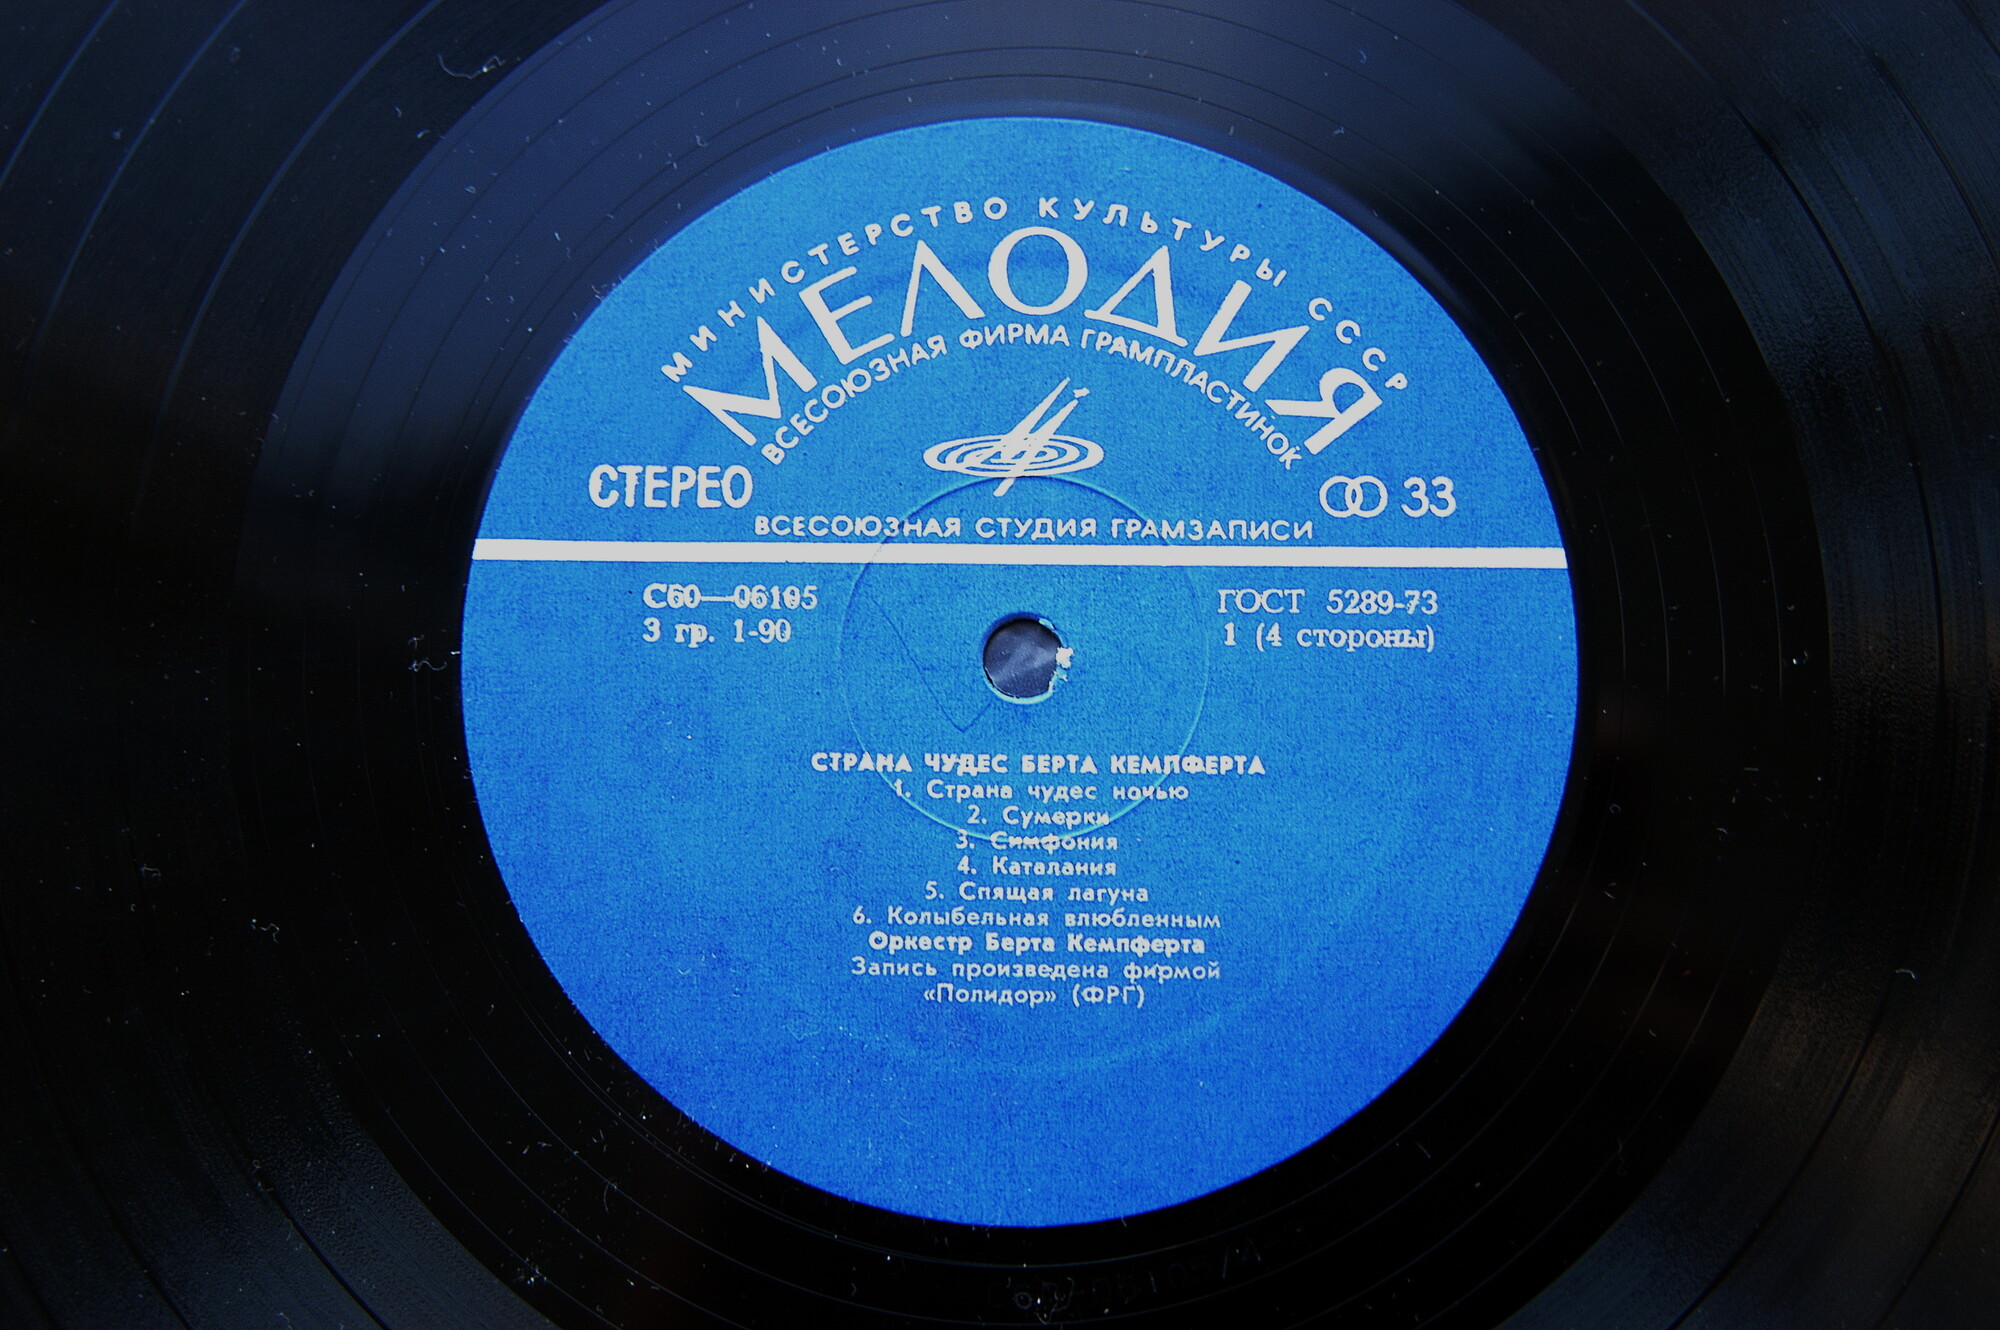 МИНИСТЕРСТВО КУЛЬТУРЫ СССР
МЕЛОДИЯ
ВСЕСОЮЗНАЯ ФИРМА ГРАМПЛАСТИНОК
СТЕРЕО
33
ВСЕСОЮЗНАЯ СТУДИЯ ГРАМЗАПИСИ
С60—06105
ГОСТ 5289-73
3 гр. 1-90
1 (4 стороны)
СТРАНА ЧУДЕС БЕРТА КЕМПФЕРТА
1. Страна чудес ночью
2. Сумерки
3. Симфония
4. Каталания
5. Спящая лагуна
6. Колыбельная влюбленным
Оркестр Берта Кемпферта
Запись произведена фирмой
«Полидор» (ФРГ)